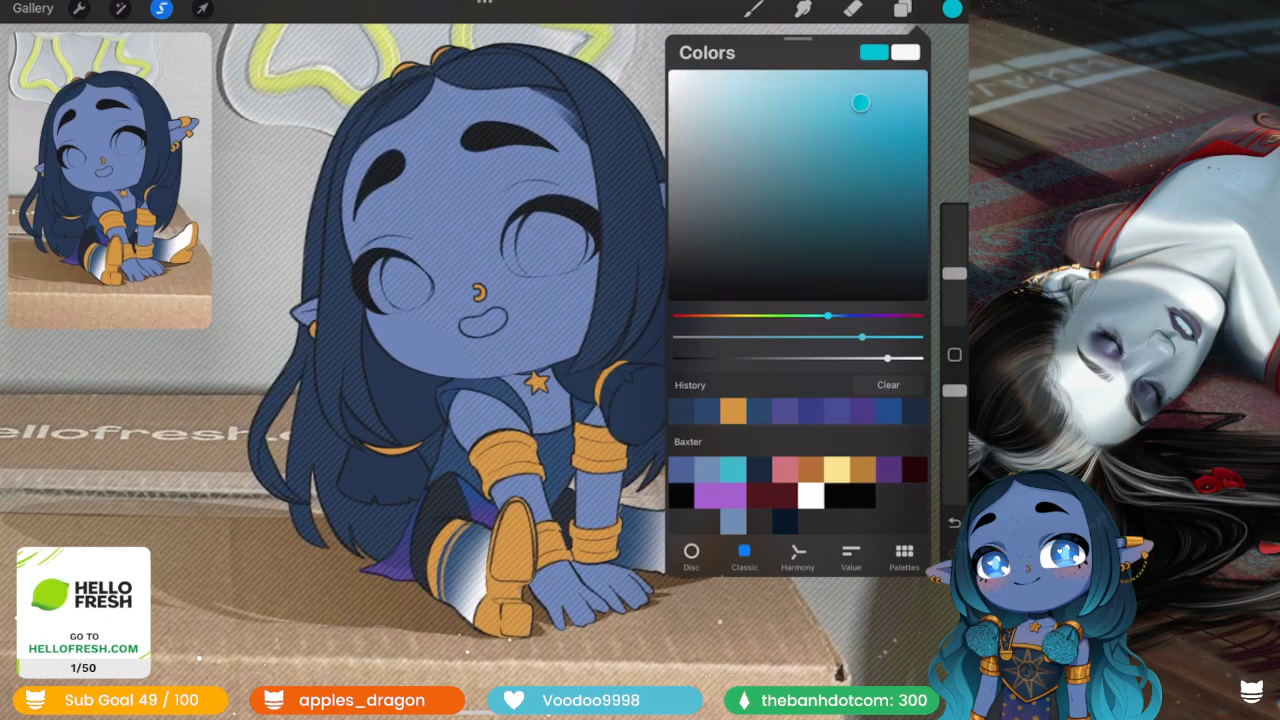 Gallery
Colors
History
Clear
Baxter
Disc
Classic
Harmony
Value
Palettes
ellofresh.c
HELLO
FRESH
GO TO
HELLOFRESH.COM
1/50
Sub Goal 49 / 100
apples_dragon
Voodoo9998
thebanhdotcom: 300